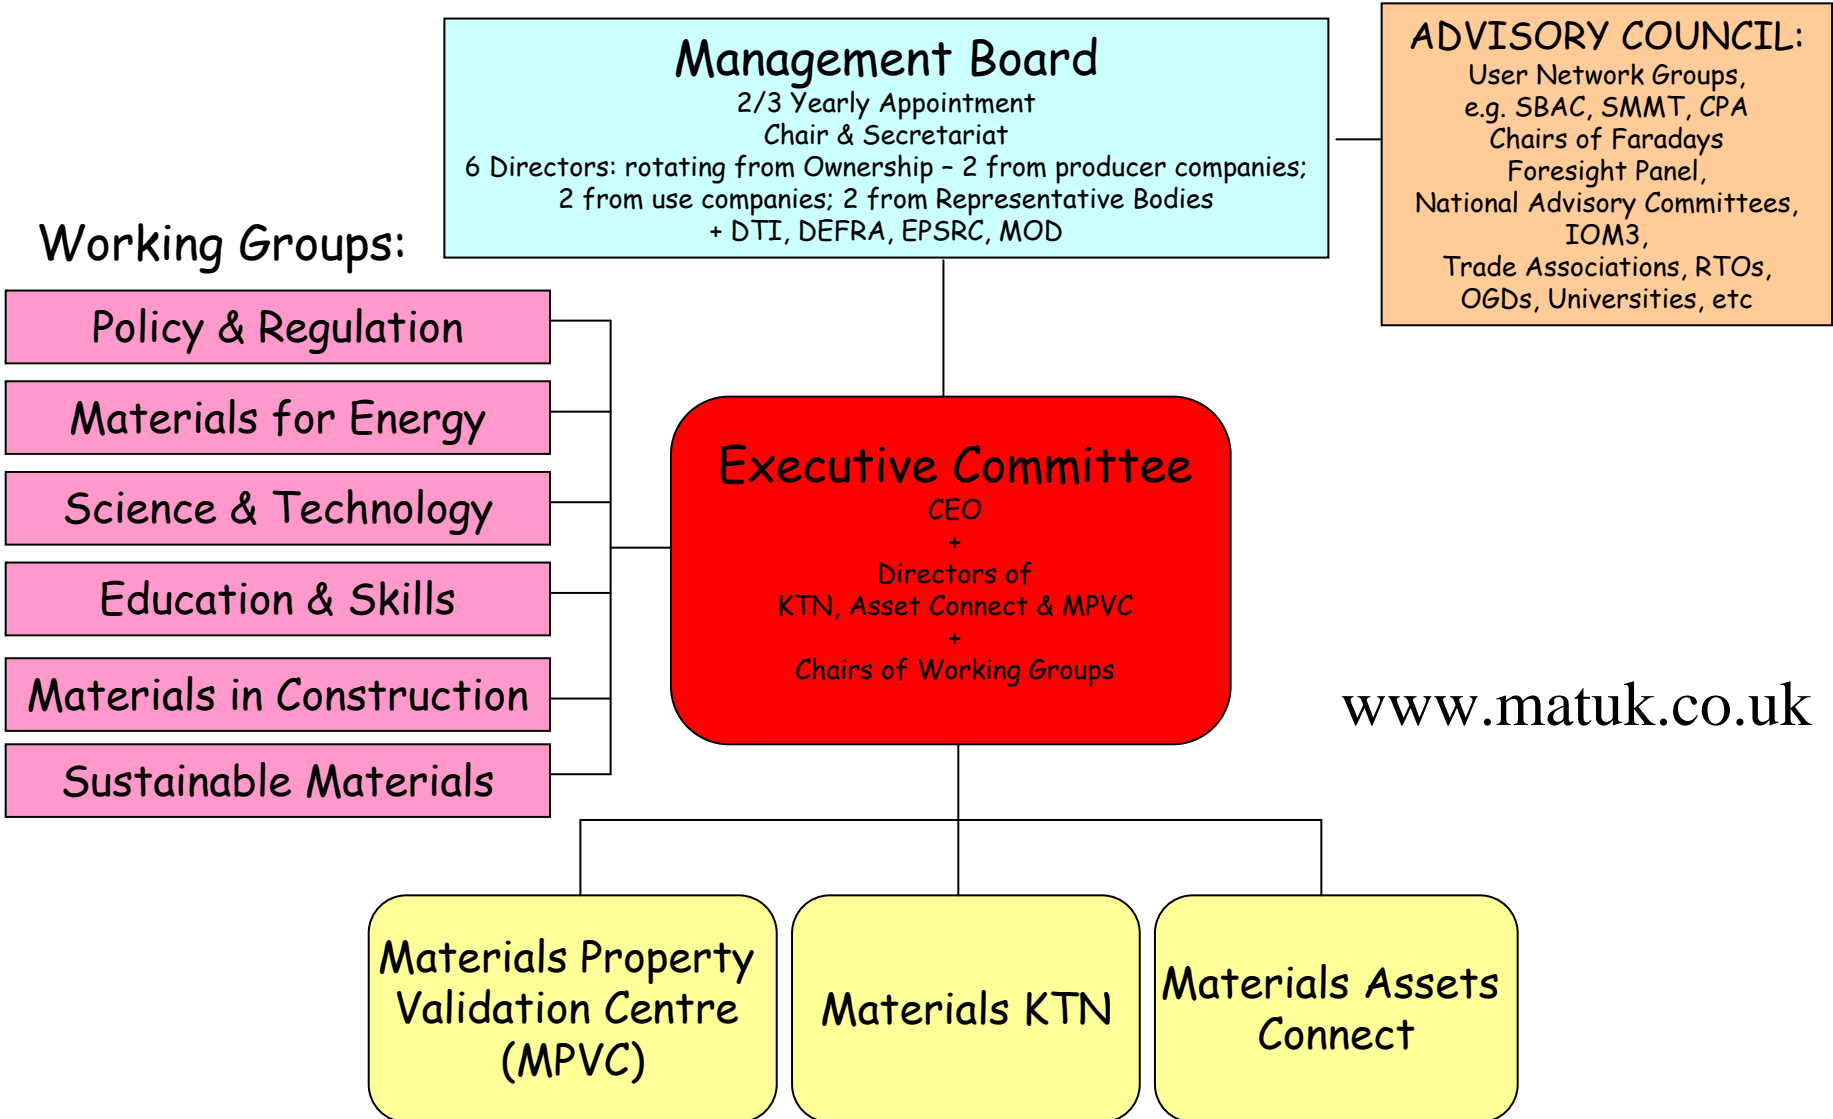 Management Board
2/3 Yearly Appointment
Chair & Secretariat
6 Directors: rotating from Ownership – 2 from producer companies;
2 from use companies; 2 from Representative Bodies
+ DTI, DEFRA, EPSRC, MOD
ADVISORY COUNCIL:
User Network Groups,
e.g. SBAC, SMMT, CPA
Chairs of Faradays
Foresight Panel,
National Advisory Committees,
IOM3,
Trade Associations, RTOs,
OGDs, Universities, etc
Working Groups:
Policy & Regulation
Materials for Energy
Science & Technology
Education & Skills
Materials in Construction
Sustainable Materials
Executive Committee
CEO
+
Directors of
KTN, Asset Connect & MPVC
+
Chairs of Working Groups
www.matuk.co.uk
Materials Property
Validation Centre
(MPVC)
Materials KTN
Materials Assets
Connect